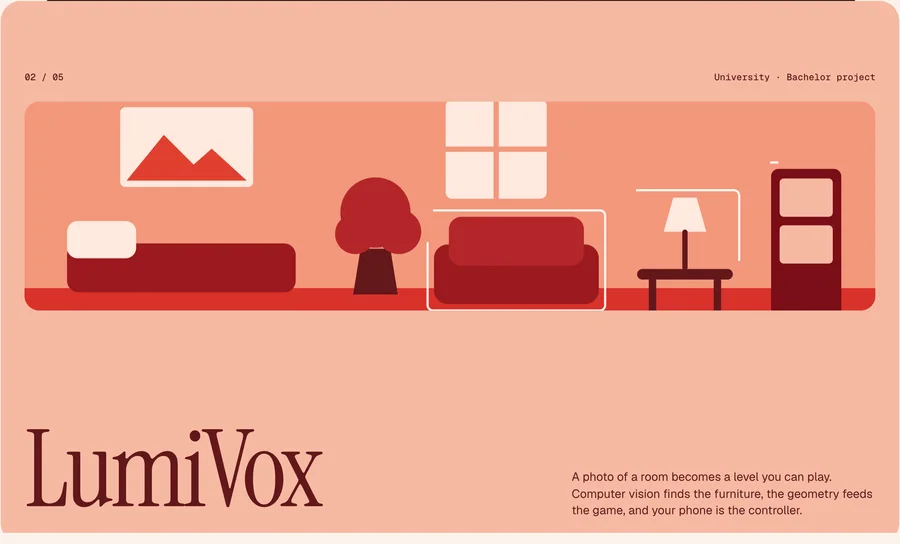 02 / 05
University · Bachelor project
LumiVox
A photo of a room becomes a level you can play.
Computer vision finds the furniture, the geometry feeds
the game, and your phone is the controller.